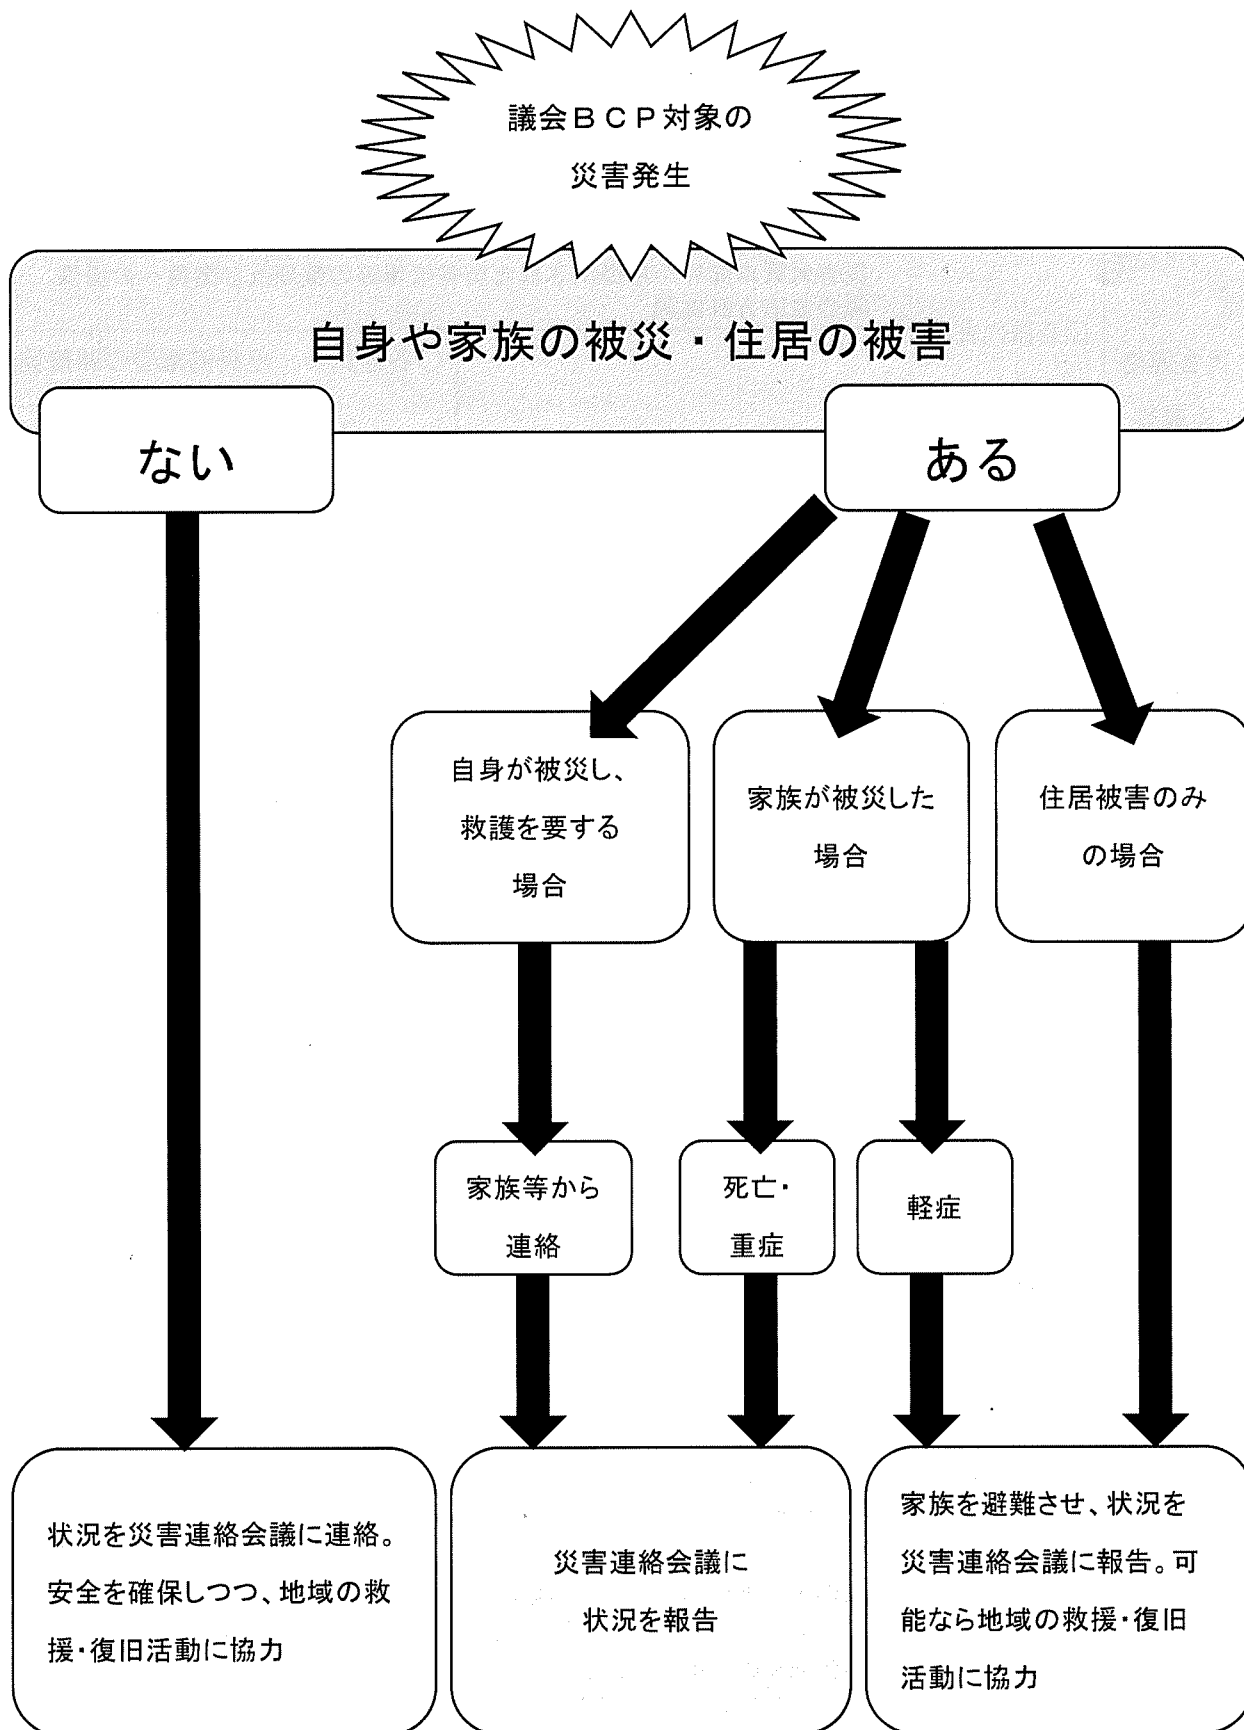 議会ＢＣＰ対象の
災害発生
自身や家族の被災・住居の被害
ない
ある
自身が被災し、
救護を要する
場合
家族が被災した
場合
住居被害のみ
の場合
家族等から
連絡
死亡・
重症
軽症
状況を災害連絡会議に連絡。
安全を確保しつつ、地域の救
援・復旧活動に協力
災害連絡会議に
状況を報告
家族を避難させ、状況を
災害連絡会議に報告。可
能なら地域の救援・復旧
活動に協力